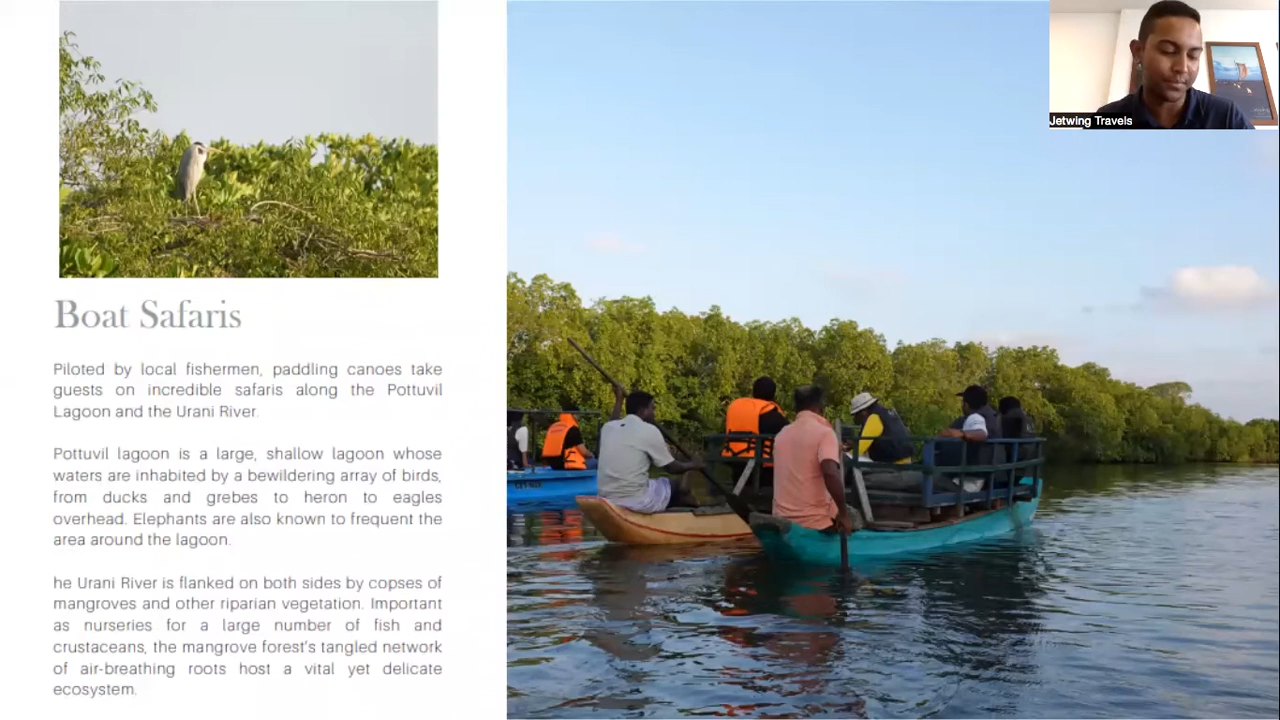 Jetwing Travels
Boat Safaris
Piloted by local fishermen, paddling canoes take
guests on incredible safaris along the Pottuvil
Lagoon and the Urani River.
Pottuvil lagoon is a large, shallow lagoon whose
waters are inhabited by a bewildering array of birds,
from ducks and grebes to heron to eagles
overhead. Elephants are also known to frequent the
area around the lagoon.
he Urani River is flanked on both sides by copses of
mangroves and other riparian vegetation. Important
as nurseries for a large number of fish and
crustaceans, the mangrove forest's tangled network
of air-breathing roots host a vital yet delicate
ecosystem.